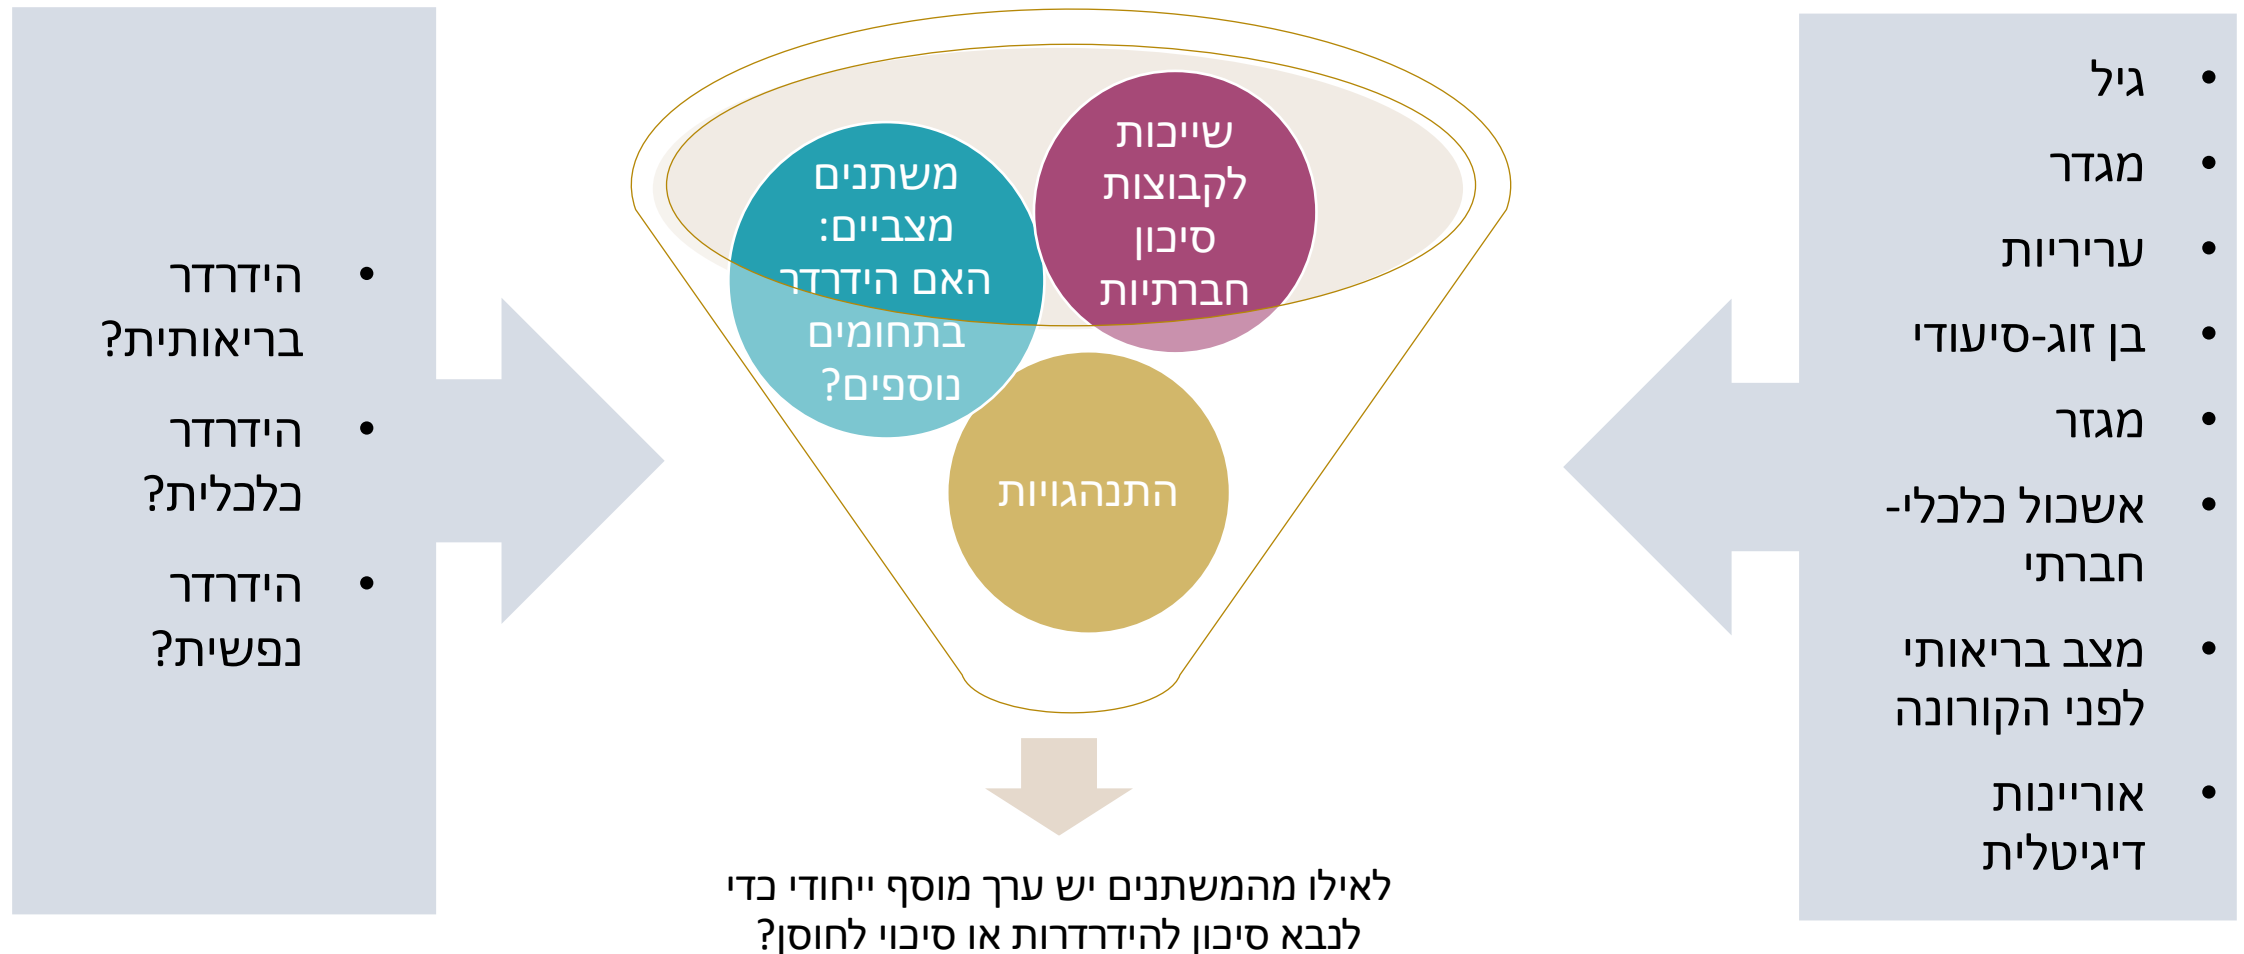 • גיל
• מגדר
• עריריות
• בן זוג-סיעודי
• מגזר
• אשכול כלכלי-
חברתי
• מצב בריאותי
לפני הקורונה
• אוריינות
דיגיטלית
שייכות
לקבוצות
סיכון
חברתיות
משתנים
מצביים:
האם הידרדר
בתחומים
נוספים?
התנהגויות
• הידרדר
בריאותית?
• הידרדר
כלכלית?
• הידרדר
נפשית?
לאילו מהמשתנים יש ערך מוסף ייחודי כדי
לנבא סיכון להידרדרות או סיכוי לחוסן?